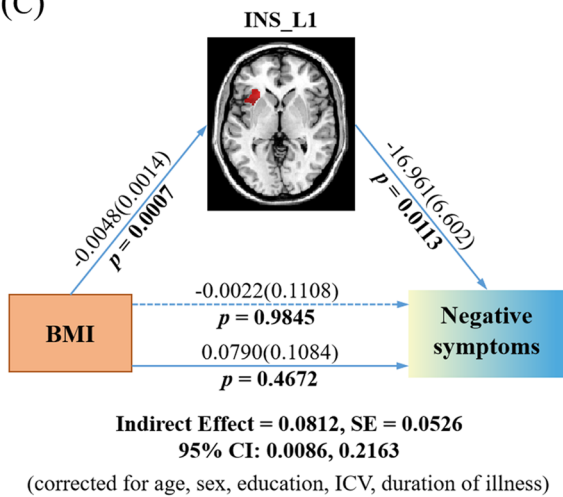 (C)
INS_L1
-0.0048(0.0014)
p = 0.0007
-16.961(6.602)
p = 0.0113
-0.0022(0.1108)
p = 0.9845
BMI
Negative
symptoms
0.0790(0.1084)
p = 0.4672
Indirect Effect = 0.0812, SE = 0.0526
95% CI: 0.0086, 0.2163
(corrected for age, sex, education, ICV, duration of illness)